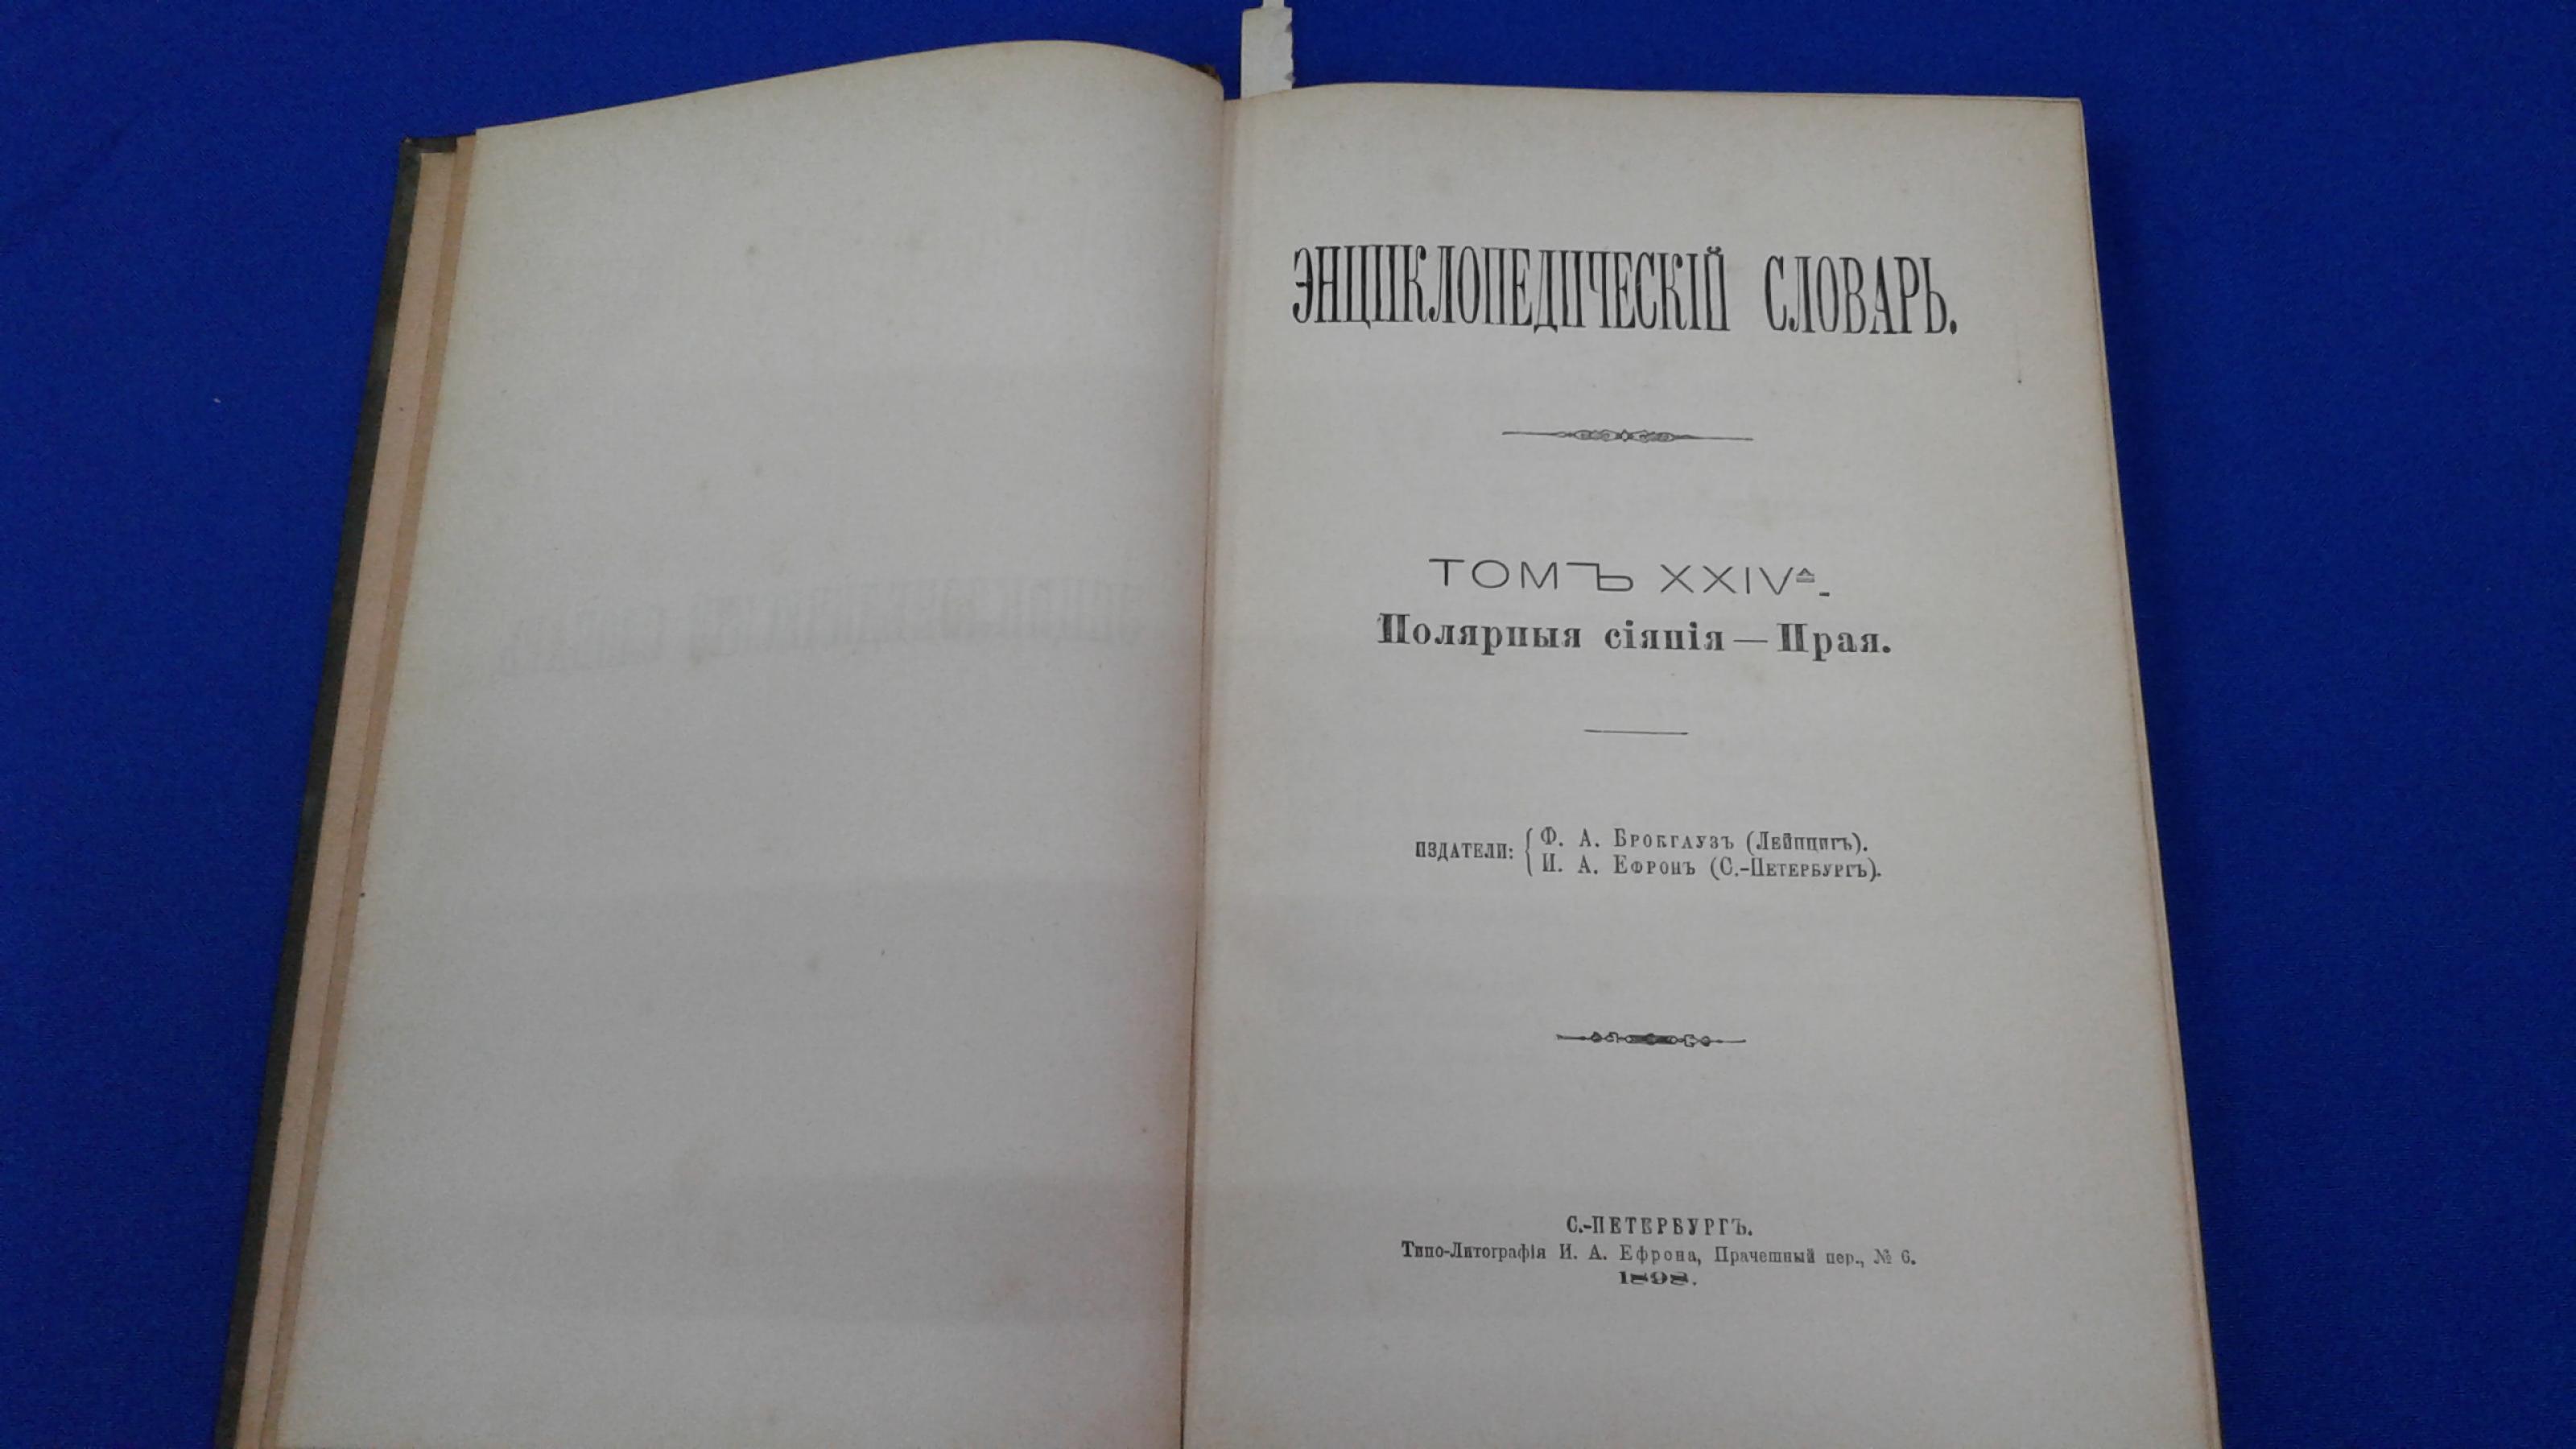 ЭНЦИКЛОПЕДИЧЕСКІЙ СЛОВАРЬ.
ТОМЪ XXIVᴬ.
Полярныя сіянія — Прая.
ИЗДАТЕЛИ: { Ф. А. БРОКГАУЗЪ (ЛЕЙПЦИГЪ).
И. А. ЕФРОНЪ (С.-ПЕТЕРБУРГЪ).
С.-ПЕТЕРБУРГЪ.
Типо-Литографія И. А. Ефрона, Прачешный пер., № 6.
1898.